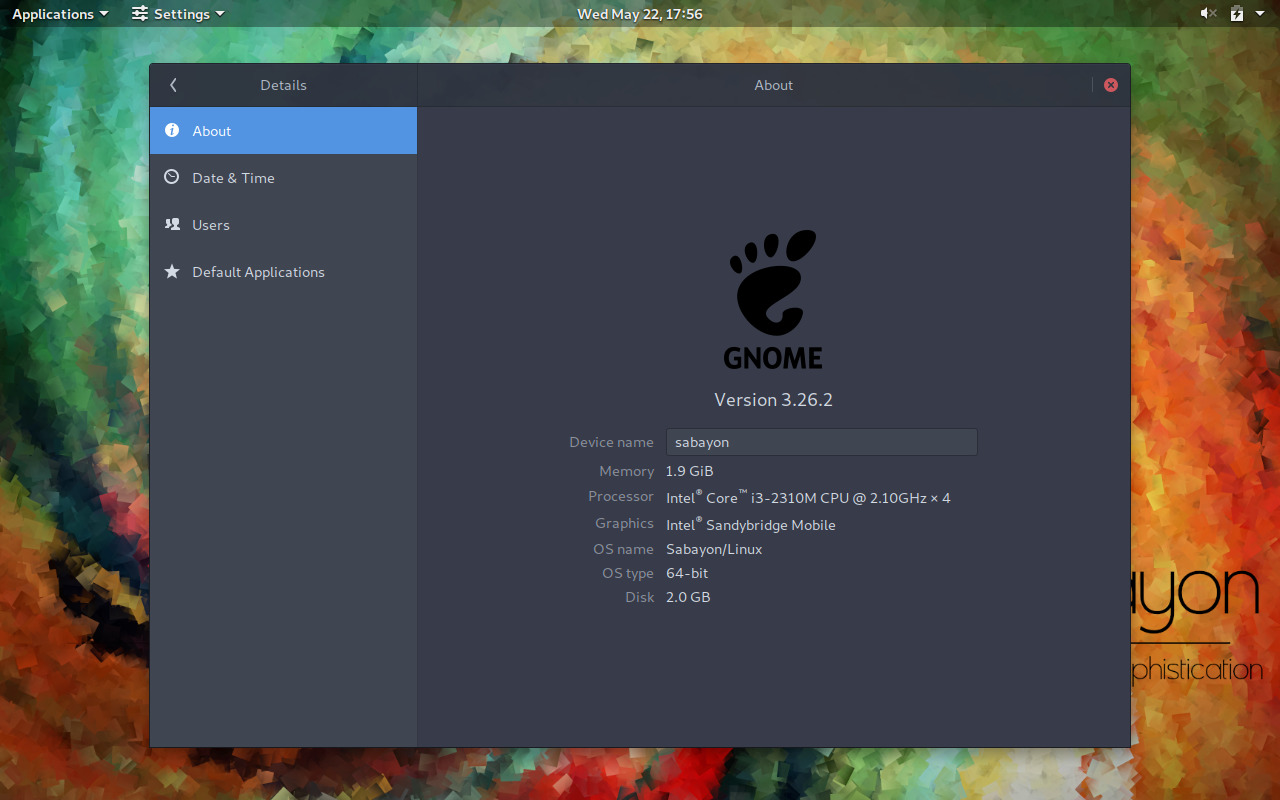 Applications Settings Wed May 22, 17:56
Details About
About
Date & Time
Users
Default Applications
GNOME
Version 3.26.2
Device name sabayon
Memory 1.9 GiB
Processor Intel® Core™ i3-2310M CPU @ 2.10GHz × 4
Graphics Intel® Sandybridge Mobile
OS name Sabayon/Linux
OS type 64-bit
Disk 2.0 GB
ayon
phistication